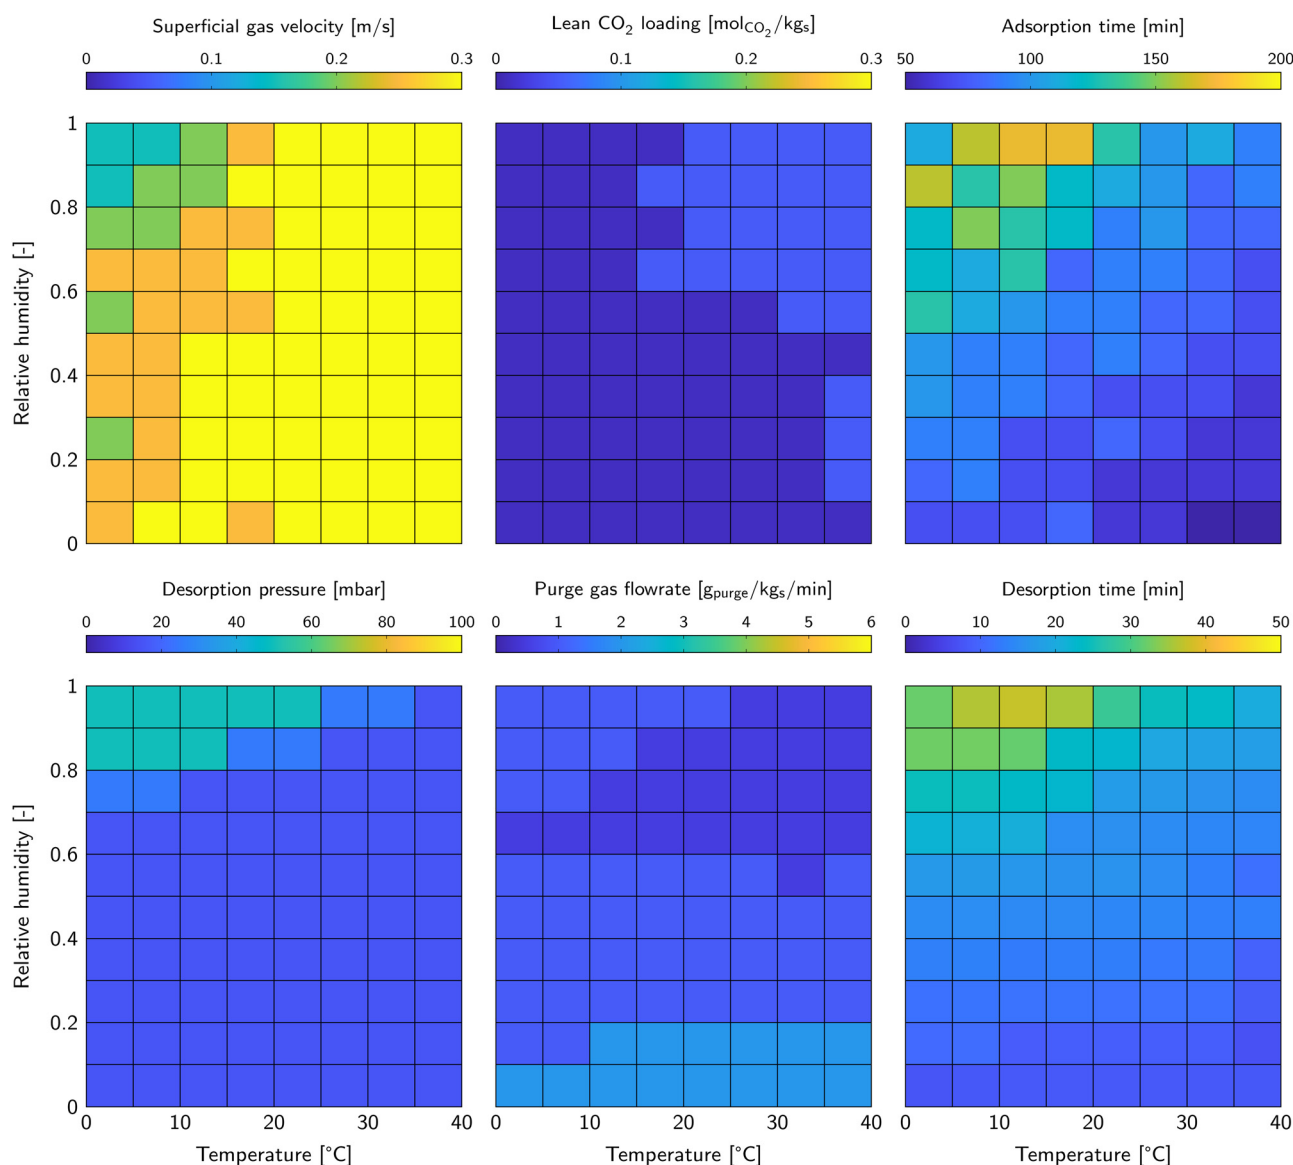 Superficial gas velocity [m/s]
0 0.1 0.2 0.3
Lean CO₂ loading [mol_CO₂/kg_s]
0 0.1 0.2 0.3
Adsorption time [min]
50 100 150 200
Relative humidity [-]
1
0.8
0.6
0.4
0.2
0
Desorption pressure [mbar]
0 20 40 60 80 100
Purge gas flowrate [g_purge/kg_s/min]
0 1 2 3 4 5 6
Desorption time [min]
0 10 20 30 40 50
Relative humidity [-]
1
0.8
0.6
0.4
0.2
0
0 10 20 30 40
0 10 20 30 40
0 10 20 30 40
Temperature [°C]
Temperature [°C]
Temperature [°C]